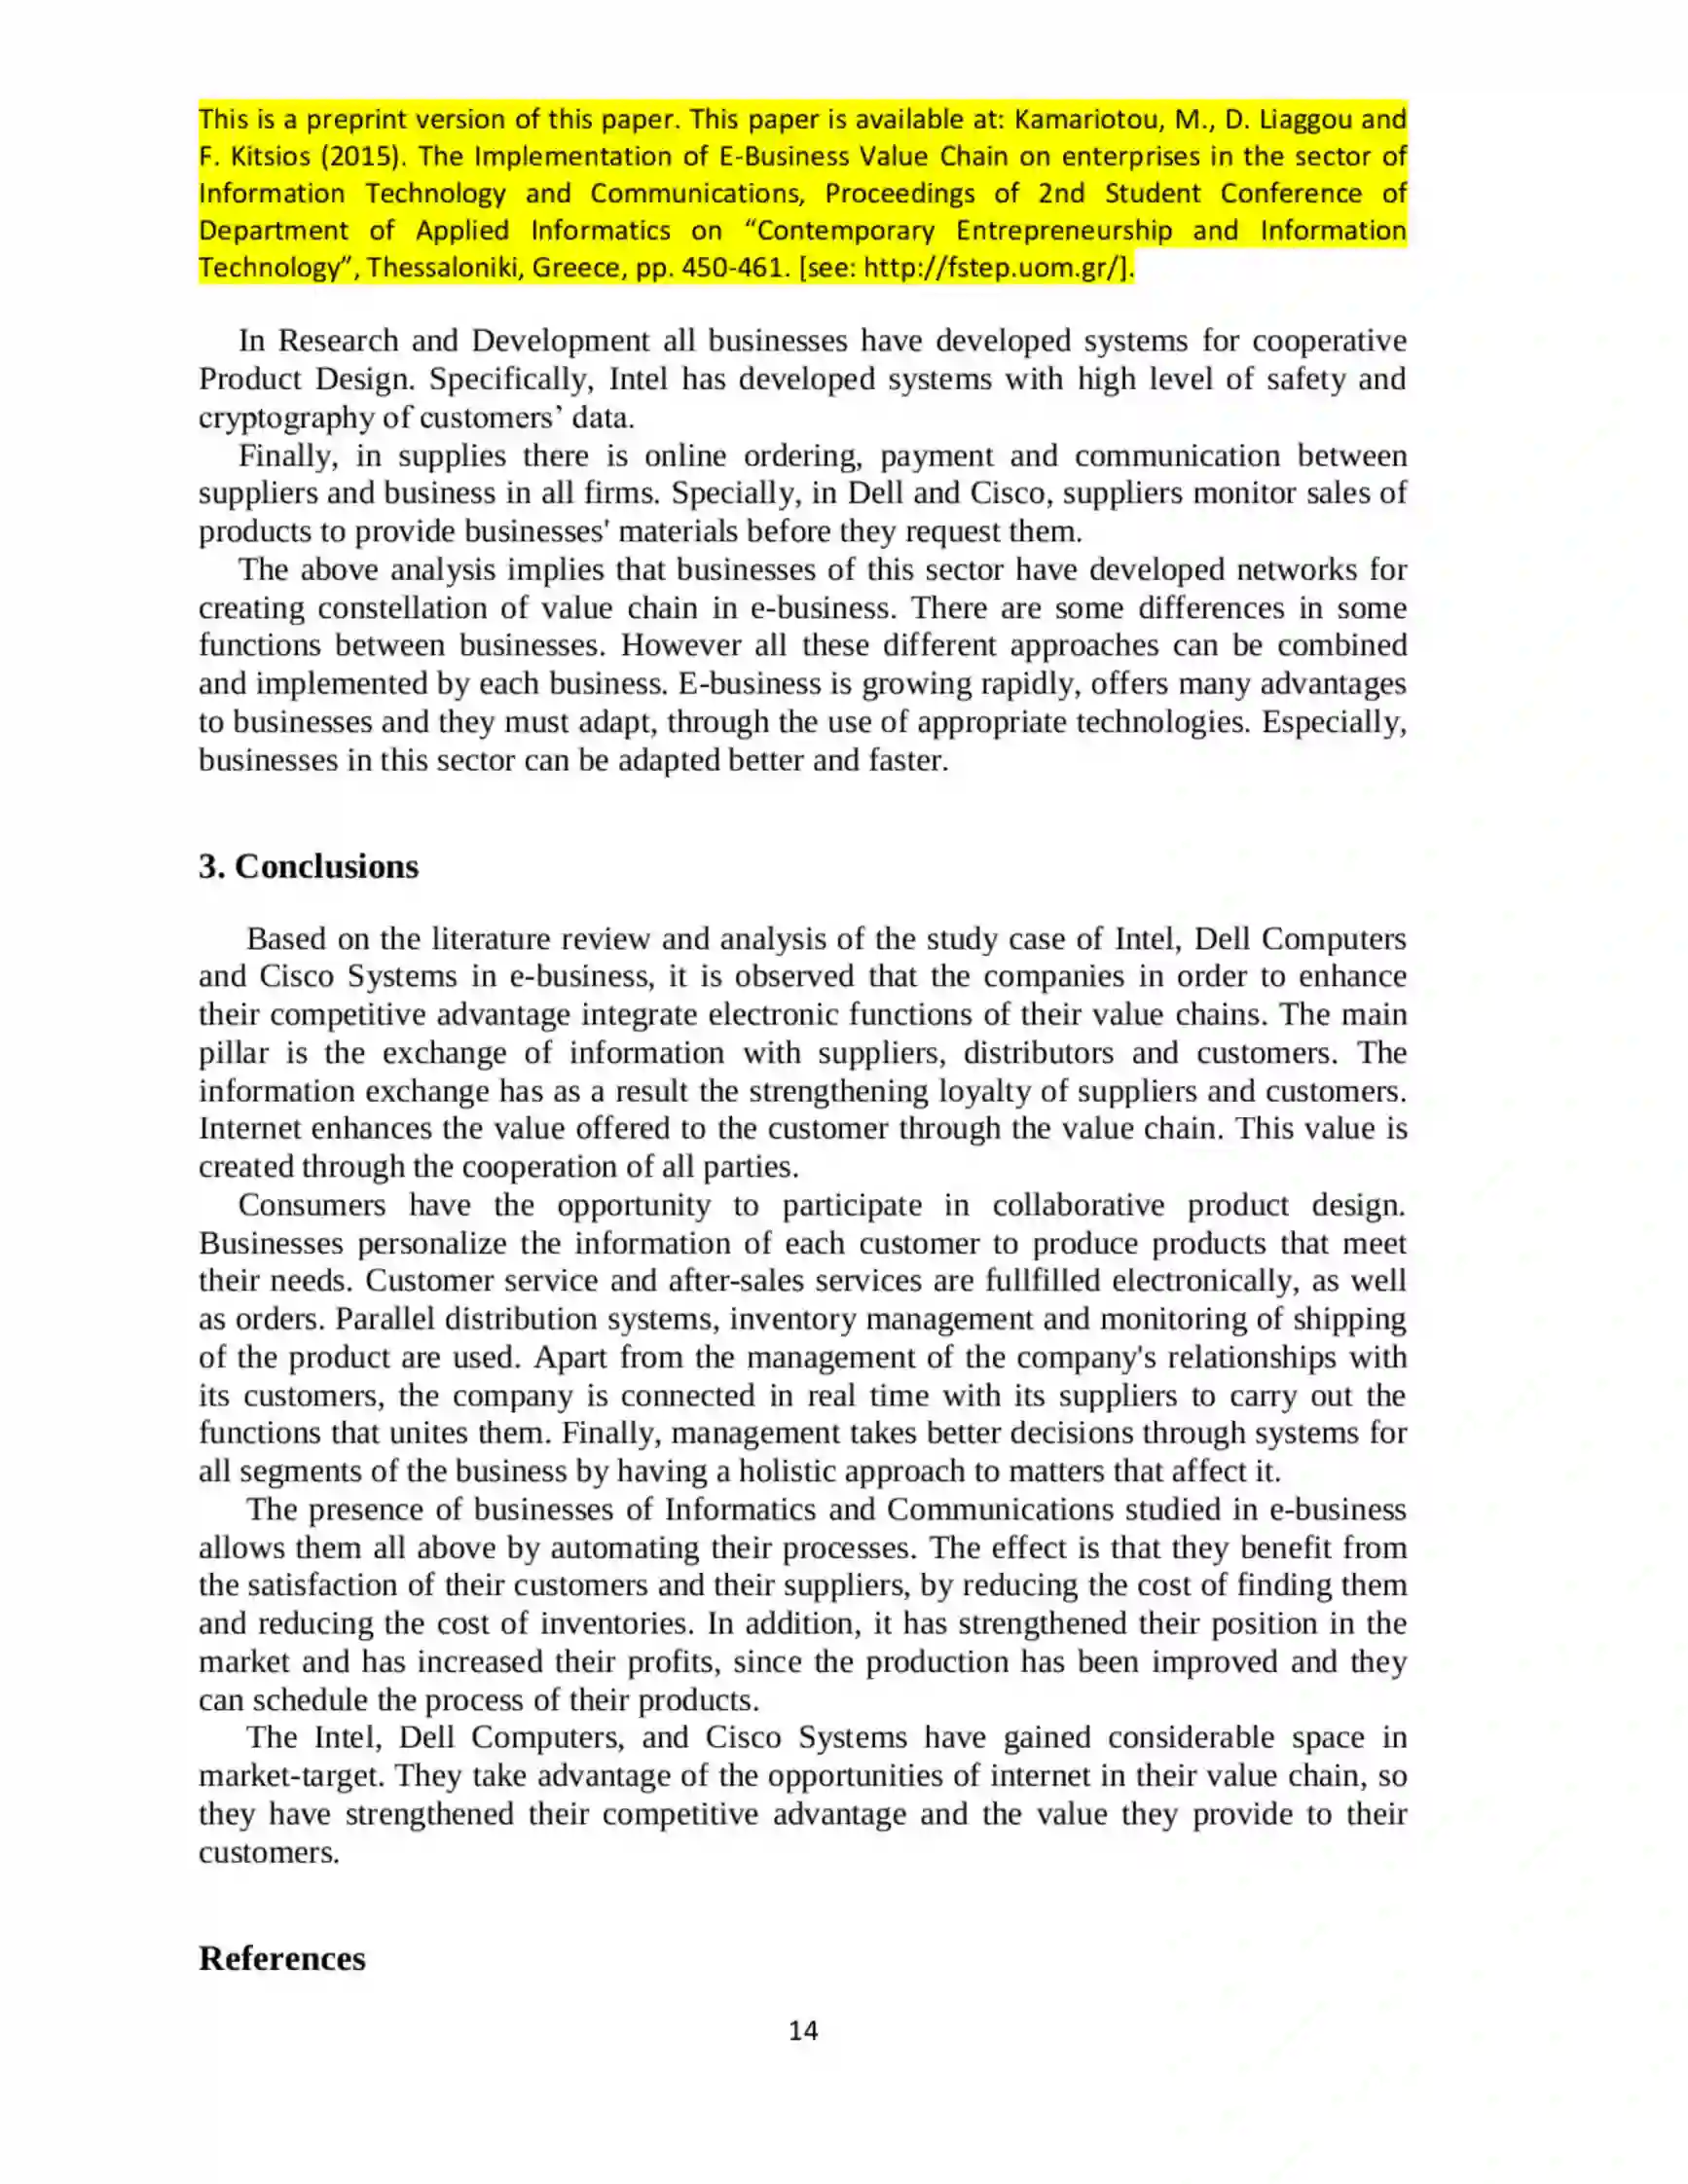 This is a preprint version of this paper. This paper is available at: Kamariotou, M., D. Liaggou and
F. Kitsios (2015). The Implementation of E-Business Value Chain on enterprises in the sector of
Information Technology and Communications, Proceedings of 2nd Student Conference of
Department of Applied Informatics on “Contemporary Entrepreneurship and Information
Technology”, Thessaloniki, Greece, pp. 450-461. [see: http://fstep.uom.gr/].
In Research and Development all businesses have developed systems for cooperative
Product Design. Specifically, Intel has developed systems with high level of safety and
cryptography of customers’ data.
Finally, in supplies there is online ordering, payment and communication between
suppliers and business in all firms. Specially, in Dell and Cisco, suppliers monitor sales of
products to provide businesses' materials before they request them.
The above analysis implies that businesses of this sector have developed networks for
creating constellation of value chain in e-business. There are some differences in some
functions between businesses. However all these different approaches can be combined
and implemented by each business. E-business is growing rapidly, offers many advantages
to businesses and they must adapt, through the use of appropriate technologies. Especially,
businesses in this sector can be adapted better and faster.
3. Conclusions
Based on the literature review and analysis of the study case of Intel, Dell Computers
and Cisco Systems in e-business, it is observed that the companies in order to enhance
their competitive advantage integrate electronic functions of their value chains. The main
pillar is the exchange of information with suppliers, distributors and customers. The
information exchange has as a result the strengthening loyalty of suppliers and customers.
Internet enhances the value offered to the customer through the value chain. This value is
created through the cooperation of all parties.
Consumers have the opportunity to participate in collaborative product design.
Businesses personalize the information of each customer to produce products that meet
their needs. Customer service and after-sales services are fullfilled electronically, as well
as orders. Parallel distribution systems, inventory management and monitoring of shipping
of the product are used. Apart from the management of the company's relationships with
its customers, the company is connected in real time with its suppliers to carry out the
functions that unites them. Finally, management takes better decisions through systems for
all segments of the business by having a holistic approach to matters that affect it.
The presence of businesses of Informatics and Communications studied in e-business
allows them all above by automating their processes. The effect is that they benefit from
the satisfaction of their customers and their suppliers, by reducing the cost of finding them
and reducing the cost of inventories. In addition, it has strengthened their position in the
market and has increased their profits, since the production has been improved and they
can schedule the process of their products.
The Intel, Dell Computers, and Cisco Systems have gained considerable space in
market-target. They take advantage of the opportunities of internet in their value chain, so
they have strengthened their competitive advantage and the value they provide to their
customers.
References
14